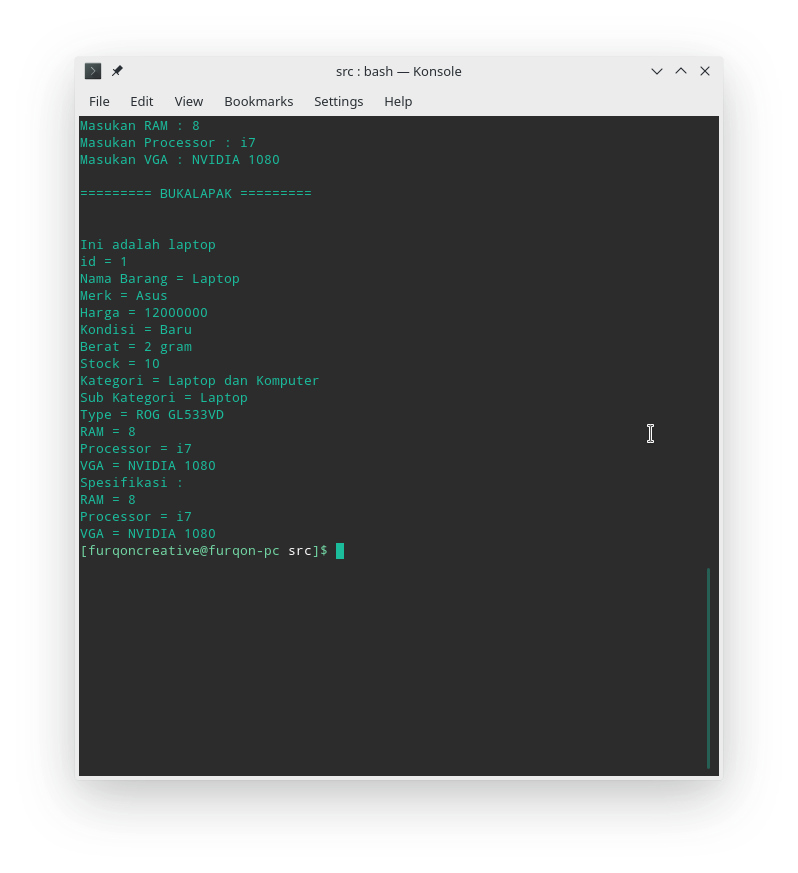 src : bash — Konsole
File Edit View Bookmarks Settings Help
Masukan RAM : 8
Masukan Processor : i7
Masukan VGA : NVIDIA 1080
========= BUKALAPAK =========
Ini adalah laptop
id = 1
Nama Barang = Laptop
Merk = Asus
Harga = 12000000
Kondisi = Baru
Berat = 2 gram
Stock = 10
Kategori = Laptop dan Komputer
Sub Kategori = Laptop
Type = ROG GL533VD
RAM = 8
Processor = i7
VGA = NVIDIA 1080
Spesifikasi :
RAM = 8
Processor = i7
VGA = NVIDIA 1080
[furqoncreative@furqon-pc src]$